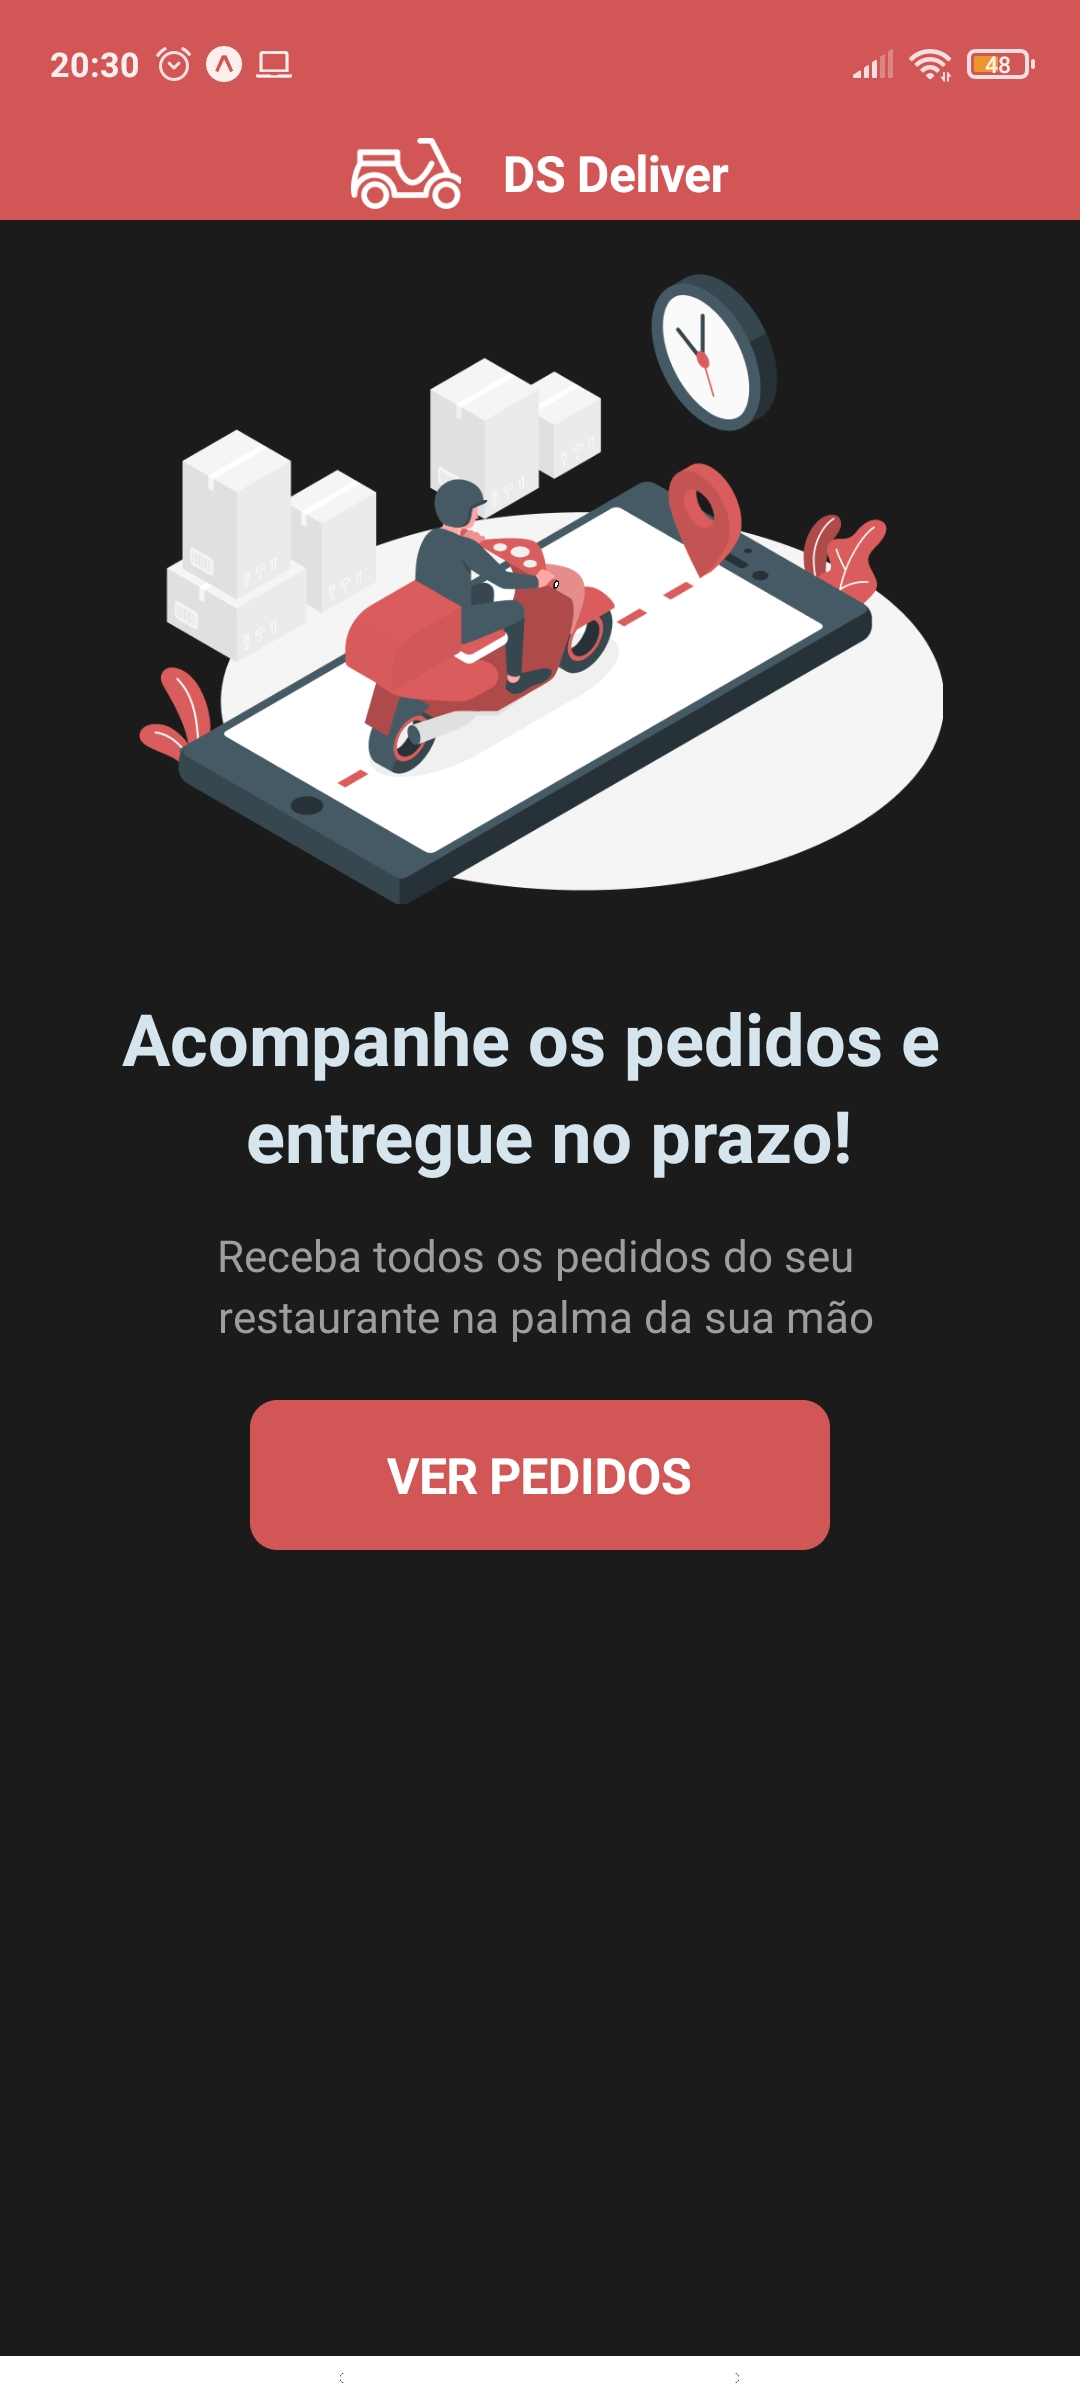 20:30
48
DS Deliver
Acompanhe os pedidos e
entregue no prazo!
Receba todos os pedidos do seu
restaurante na palma da sua mão
VER PEDIDOS